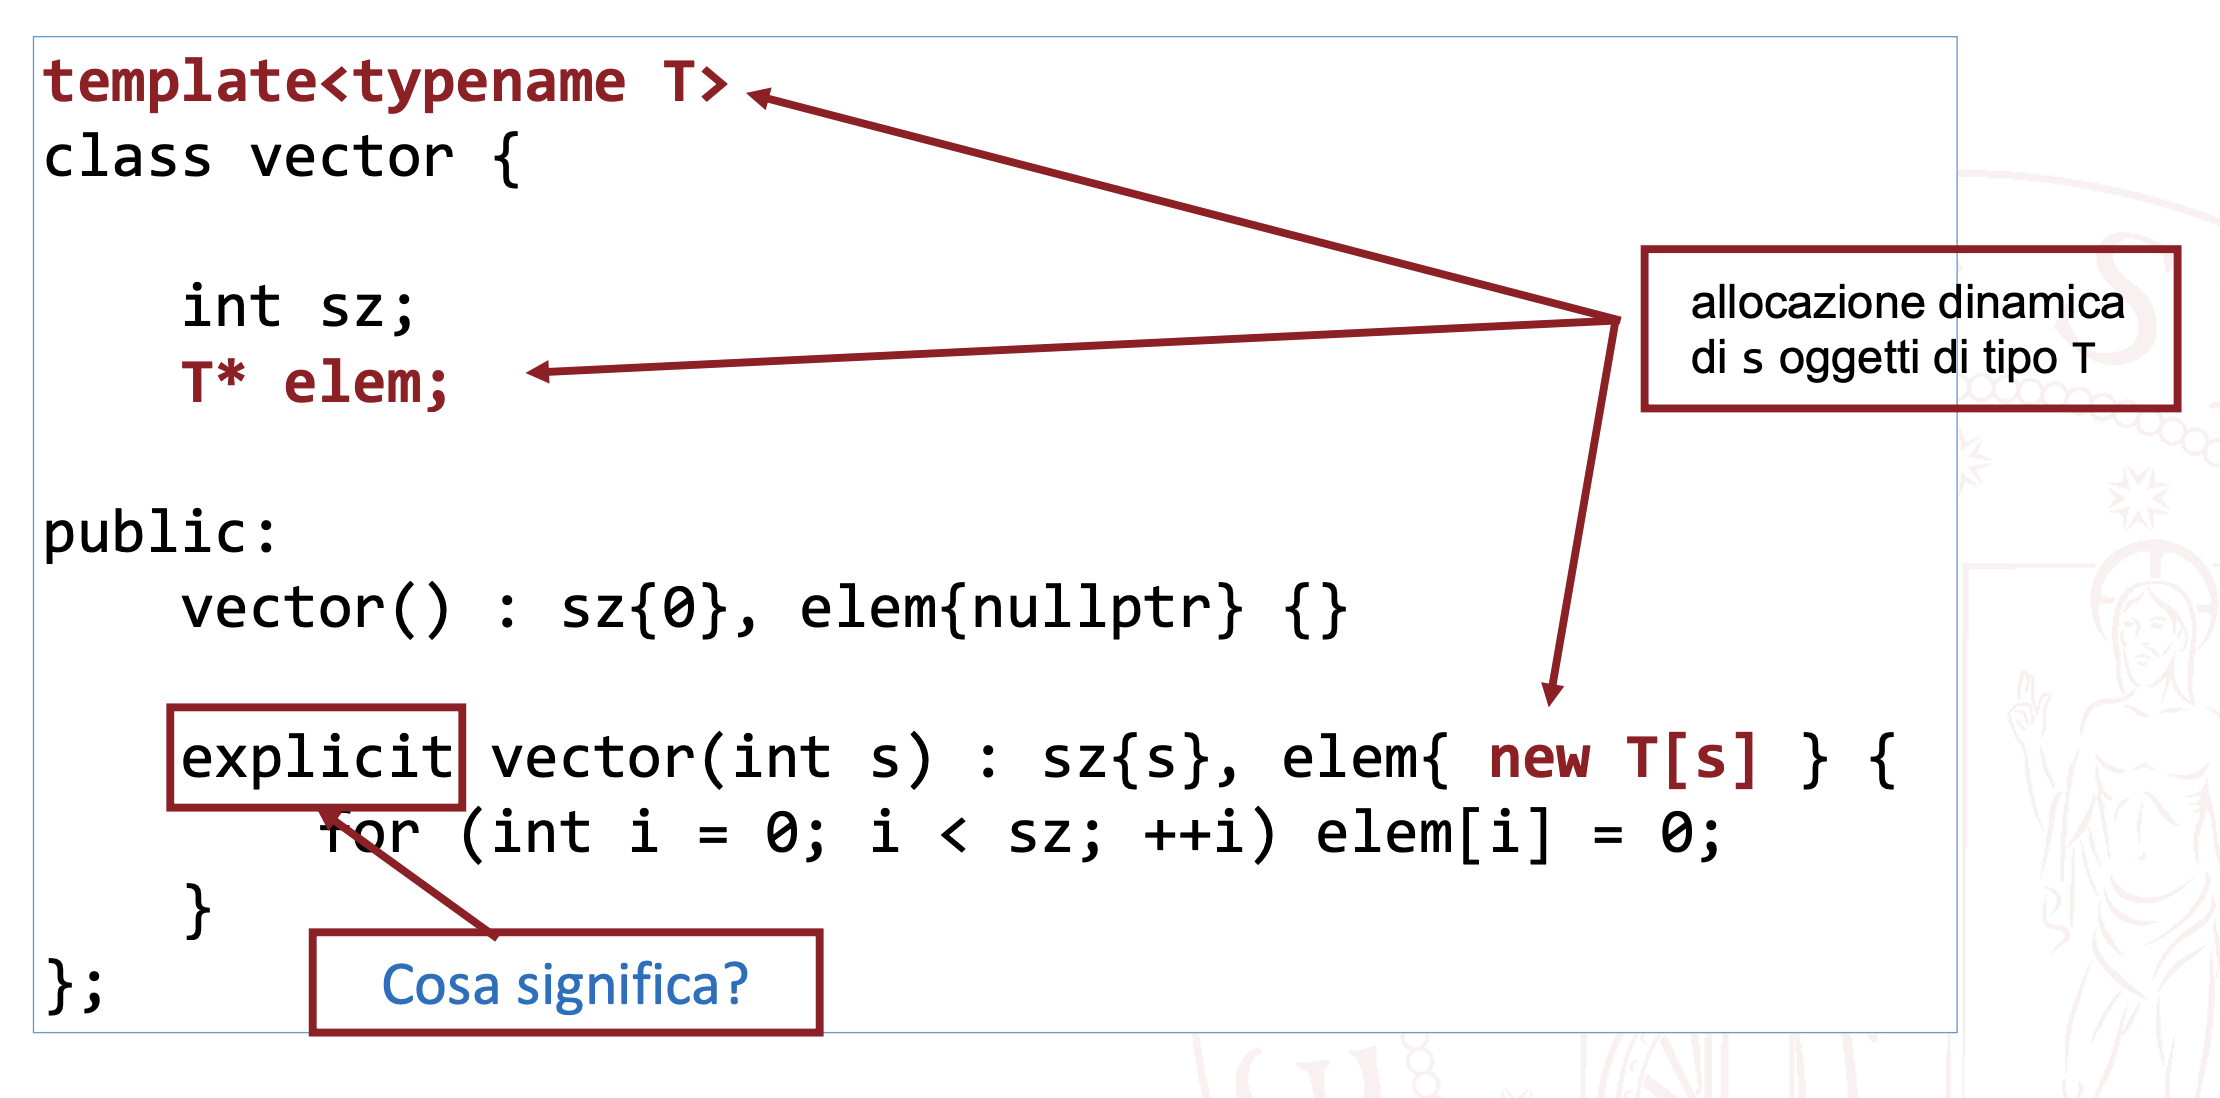 template<typename T>
class vector {
int sz;
T* elem;
allocazione dinamica
di s oggetti di tipo T
public:
vector() : sz{0}, elem{nullptr} {}
explicit vector(int s) : sz{s}, elem{ new T[s] } {
for (int i = 0; i < sz; ++i) elem[i] = 0;
}
};
Cosa significa?